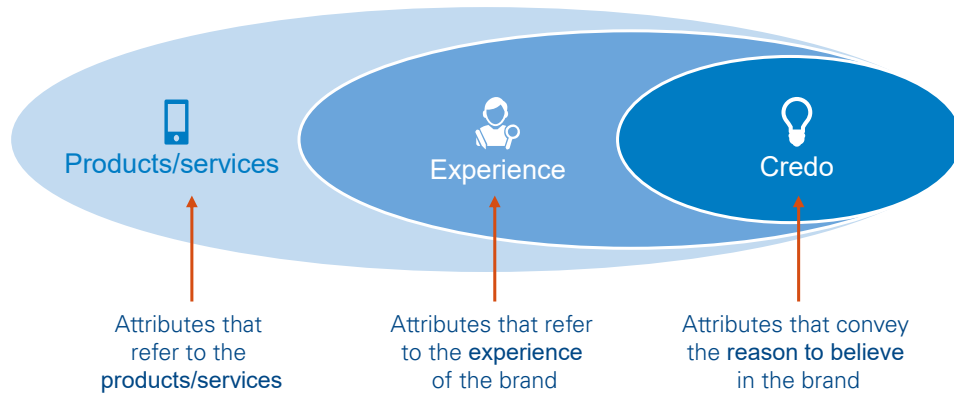 Products/services
Experience
Credo
Attributes that
refer to the
products/services
Attributes that refer
to the experience
of the brand
Attributes that convey
the reason to believe
in the brand